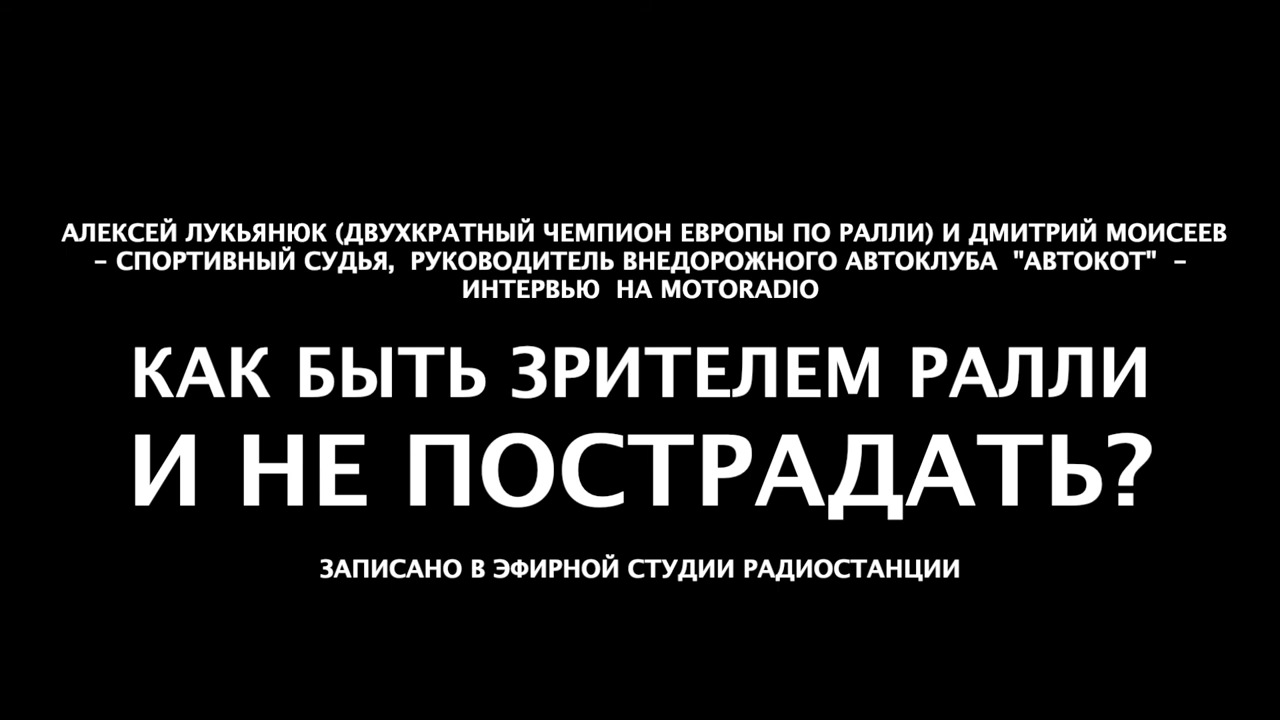 АЛЕКСЕЙ ЛУКЬЯНЮК (ДВУХКРАТНЫЙ ЧЕМПИОН ЕВРОПЫ ПО РАЛЛИ) И ДМИТРИЙ МОИСЕЕВ
– СПОРТИВНЫЙ СУДЬЯ, РУКОВОДИТЕЛЬ ВНЕДОРОЖНОГО АВТОКЛУБА "АВТОКОТ" –
ИНТЕРВЬЮ НА MOTORADIO
КАК БЫТЬ ЗРИТЕЛЕМ РАЛЛИ
И НЕ ПОСТРАДАТЬ?
ЗАПИСАНО В ЭФИРНОЙ СТУДИИ РАДИОСТАНЦИИ